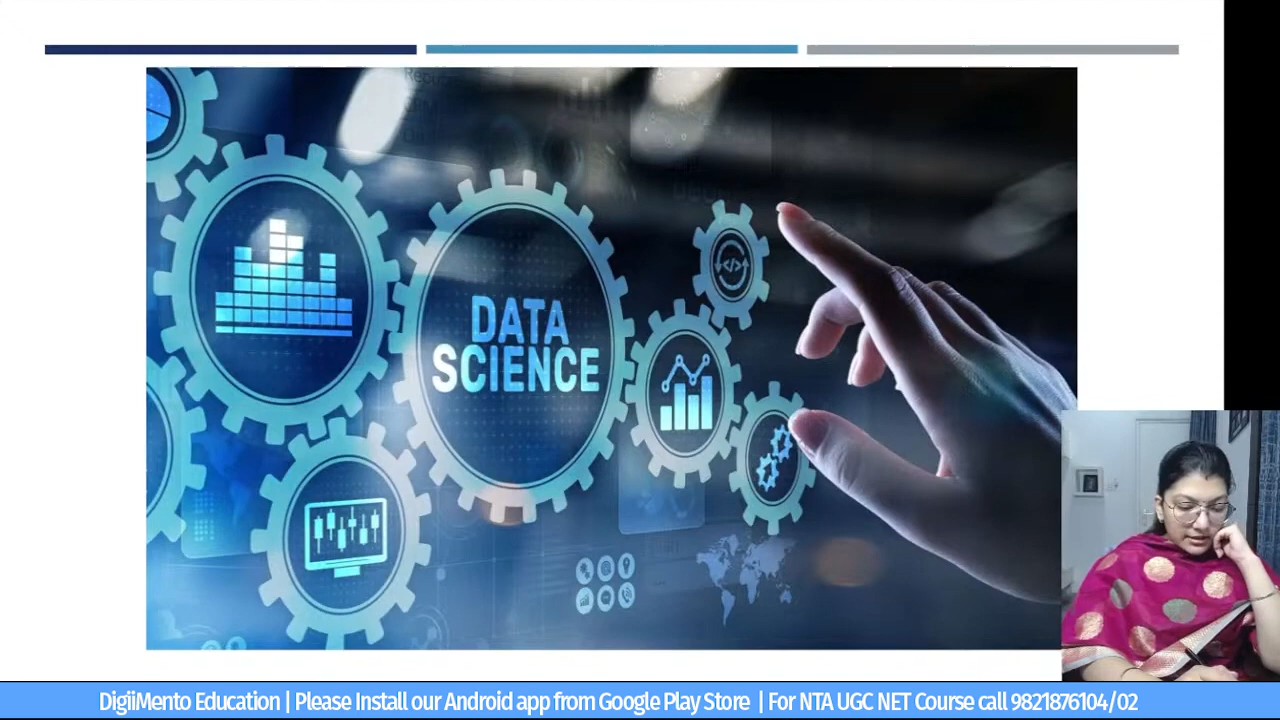 DATA
SCIENCE
</>
DigiiMento Education | Please Install our Android app from Google Play Store | For NTA UGC NET Course call 9821876104/02